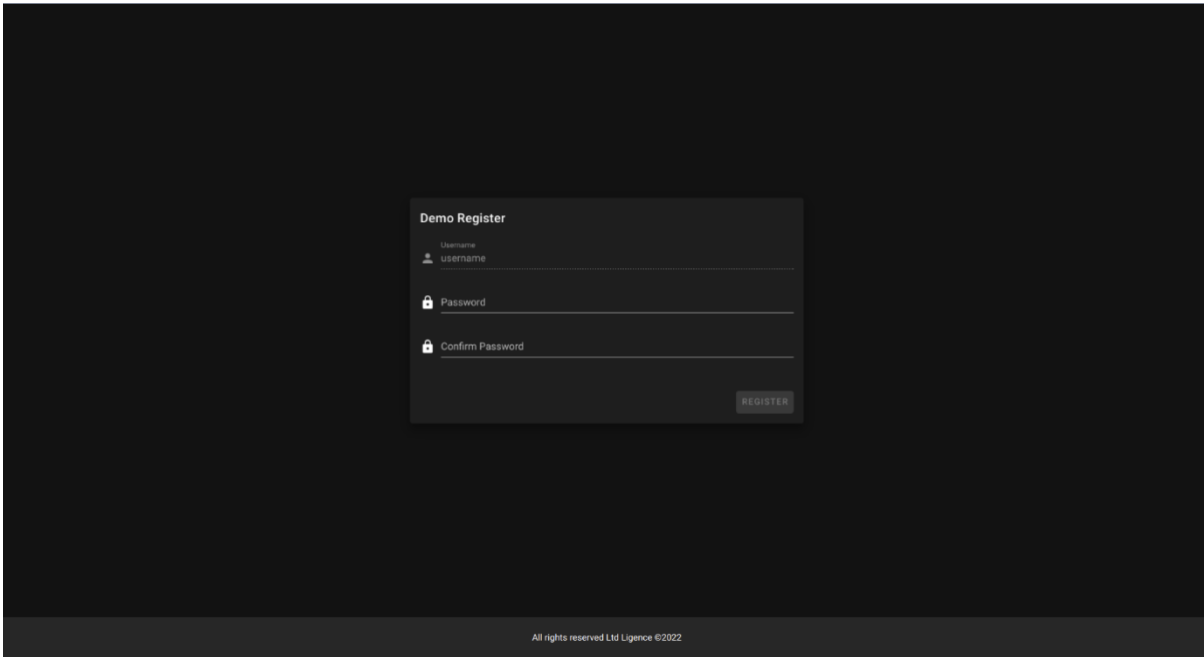 Demo Register
Username
username
Password
Confirm Password
REGISTER
All rights reserved Ltd Ligence ©2022